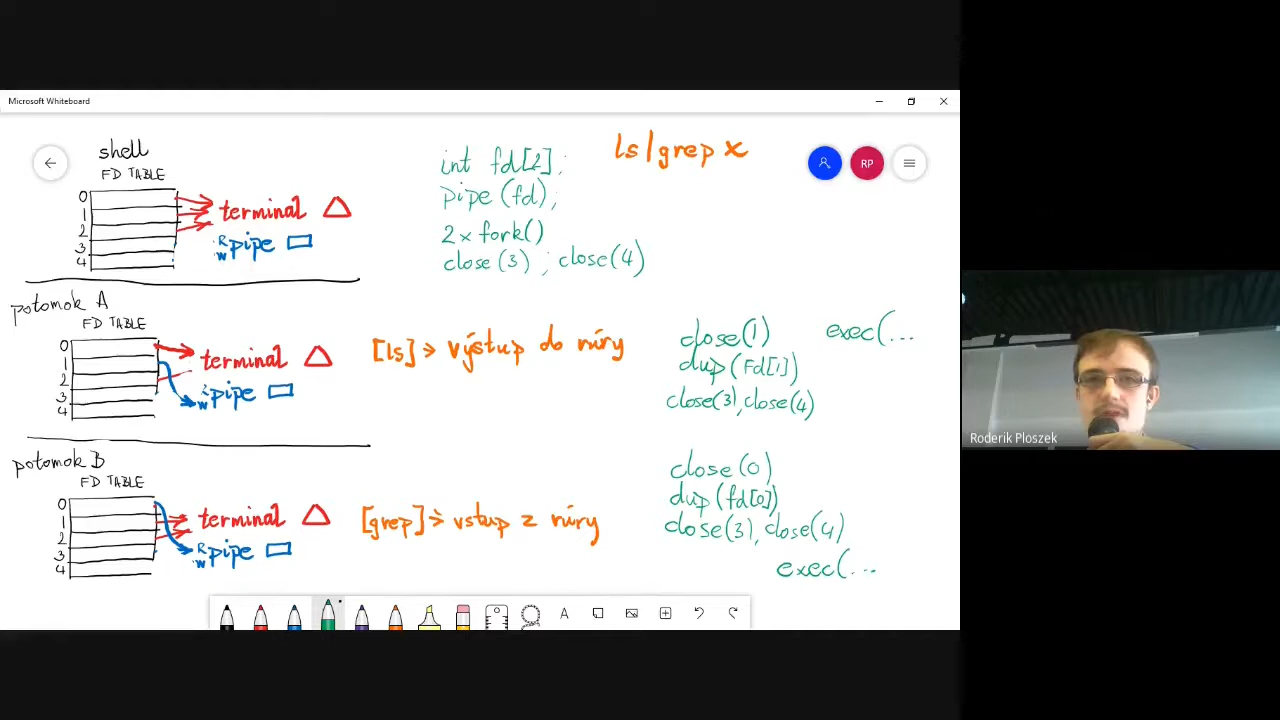 Microsoft Whiteboard
ls | grep x
RP
shell
FD TABLE
0
1
2
3
4
terminal
R
W pipe
int fd[2];
pipe (fd);
2x fork()
close (3) ; close(4)
potomok A
FD TABLE
0
1
2
3
4
terminal
W pipe
[ls] → výstup do rúry
close(1)
dup (Fd[1])
close(3), close(4)
exec(...
potomok B
FD TABLE
0
1
2
3
4
terminal
R
W pipe
[grep] → vstup z rúry
close (0)
dup (fd[0])
close(3), close(4)
exec(...
A
Roderik Ploszek